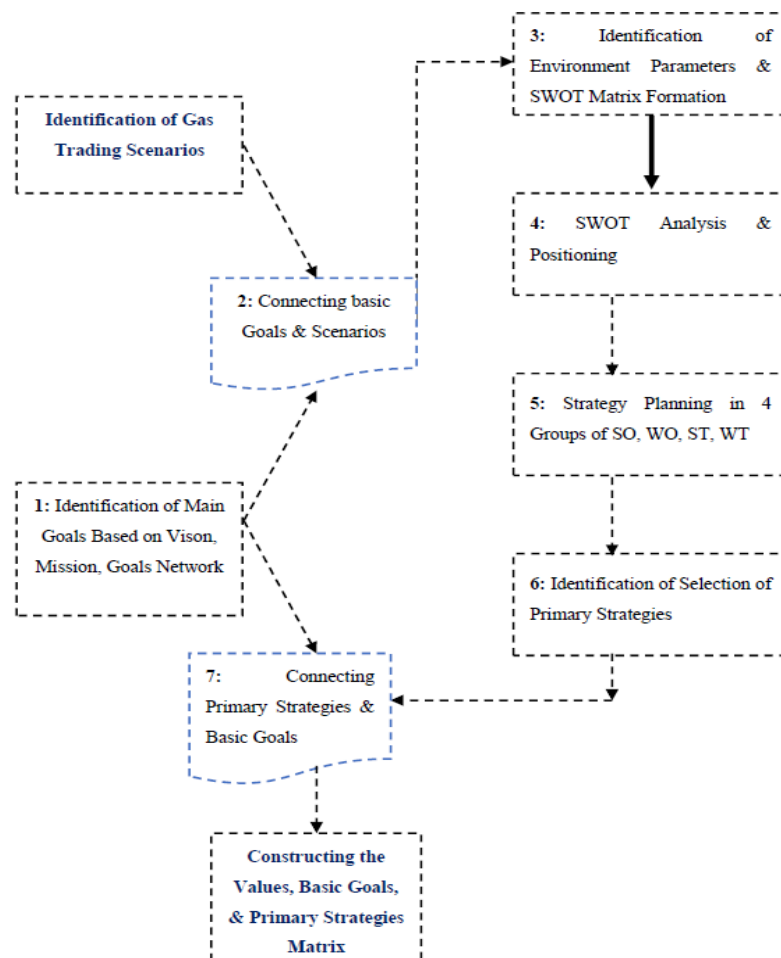 3: Identification of
Environment Parameters &
SWOT Matrix Formation
Identification of Gas
Trading Scenarios
4: SWOT Analysis &
Positioning
2: Connecting basic
Goals & Scenarios
5: Strategy Planning in 4
Groups of SO, WO, ST, WT
1: Identification of Main
Goals Based on Vison,
Mission, Goals Network
6: Identification of Selection of
Primary Strategies
7: Connecting
Primary Strategies &
Basic Goals
Constructing the
Values, Basic Goals,
& Primary Strategies
Matrix